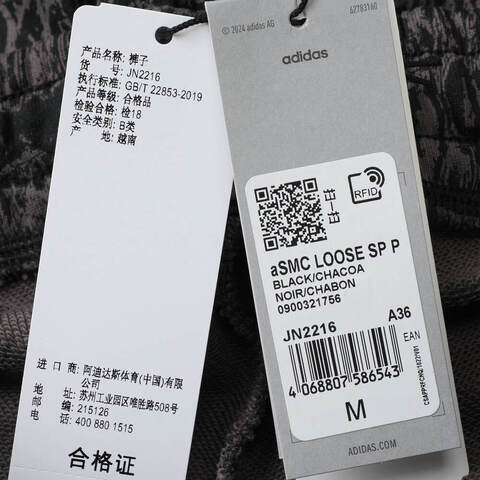 产品名称: 裤子
货 号: JN2216
执行标准: GB/T 22853-2019
产品等级: 合格品
检验合格: 检18
安全类别: B类
产 地: 越南
进 口 商: 阿迪达斯体育(中国)有限
公司
地 址: 苏州工业园区唯胜路508号
邮 编: 215126
电 话: 400 880 1515
合格证
62783160
© 2024 adidas AG
adidas
RFID
aSMC LOOSE SP P
BLACK/CHACOA
NOIR/CHABON
0900321756
JN2216 A36
EAN
4 068807 586543
M
ADIDAS.COM